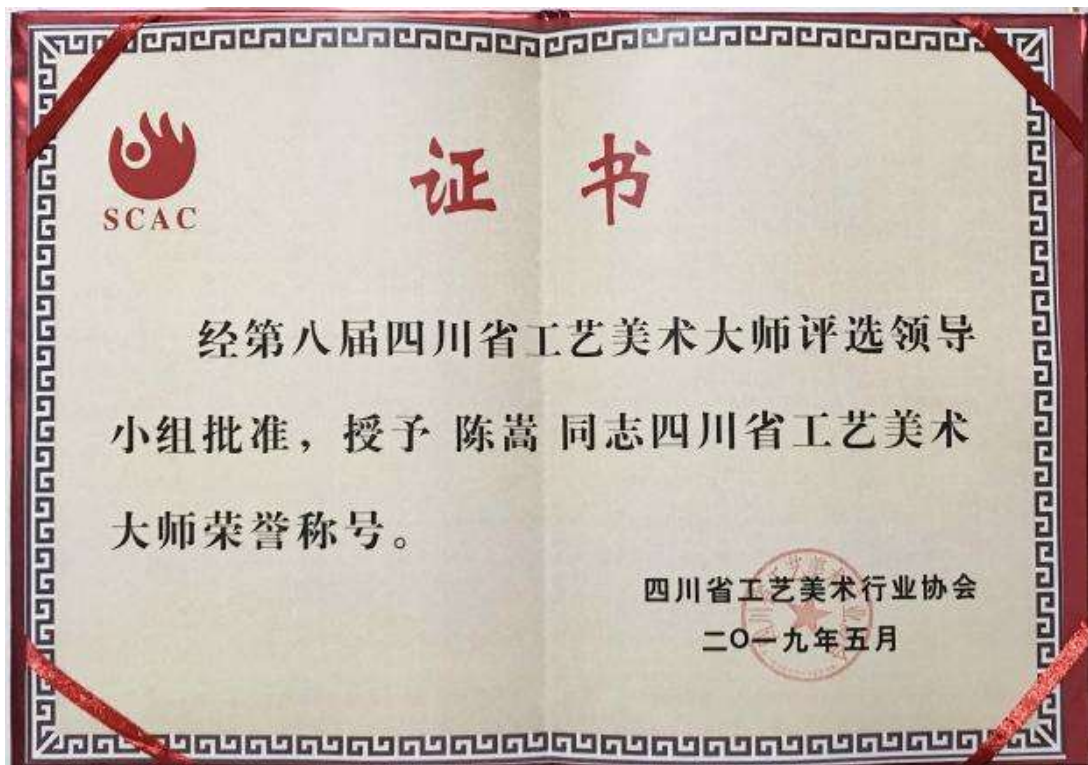 SCAC
证书
经第八届四川省工艺美术大师评选领导
小组批准，授予 陈嵩 同志四川省工艺美术
大师荣誉称号。
四川省工艺美术行业协会
二〇一九年五月